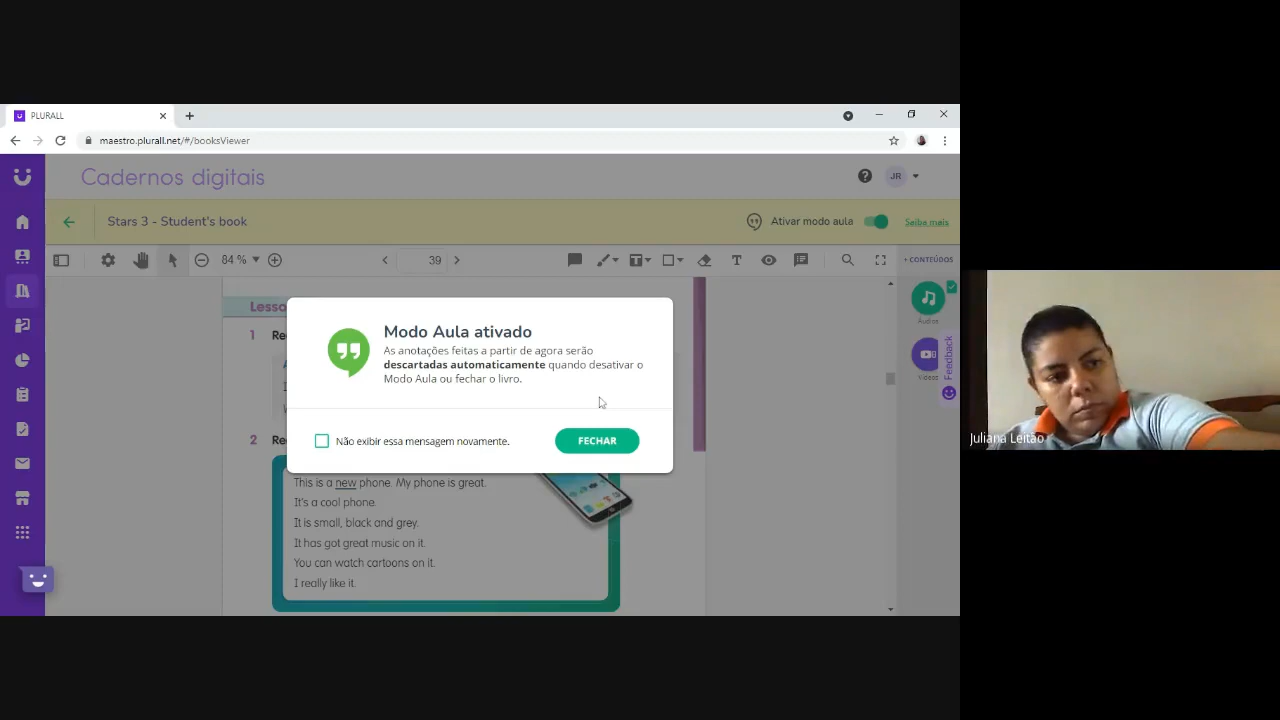 PLURALL
maestro.plurall.net/#/booksViewer
Cadernos digitais
JR
Stars 3 - Student's book
Ativar modo aula
Saiba mais
84 %
39
+ CONTEÚDOS
Lesso
1 Re
Áudios
Feedback
Vídeos
Modo Aula ativado
As anotações feitas a partir de agora serão
descartadas automaticamente quando desativar o
Modo Aula ou fechar o livro.
Não exibir essa mensagem novamente.
FECHAR
2 Re
This is a new phone. My phone is great.
It's a cool phone.
It is small, black and grey.
It has got great music on it.
You can watch cartoons on it.
I really like it.
Juliana Leitão